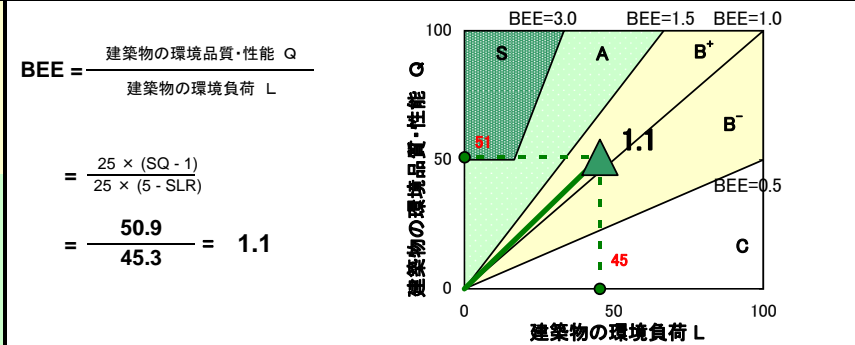 BEE = 建築物の環境品質・性能 Q
建築物の環境負荷 L
= 25 × (SQ - 1)
25 × (5 - SLR)
= 50.9
45.3
= 1.1
BEE=3.0 BEE=1.5 BEE=1.0
100
S A B+
B-
1.1
51
50
BEE=0.5
45
C
0
0 50 100
建築物の環境品質・性能 Q
建築物の環境負荷 L